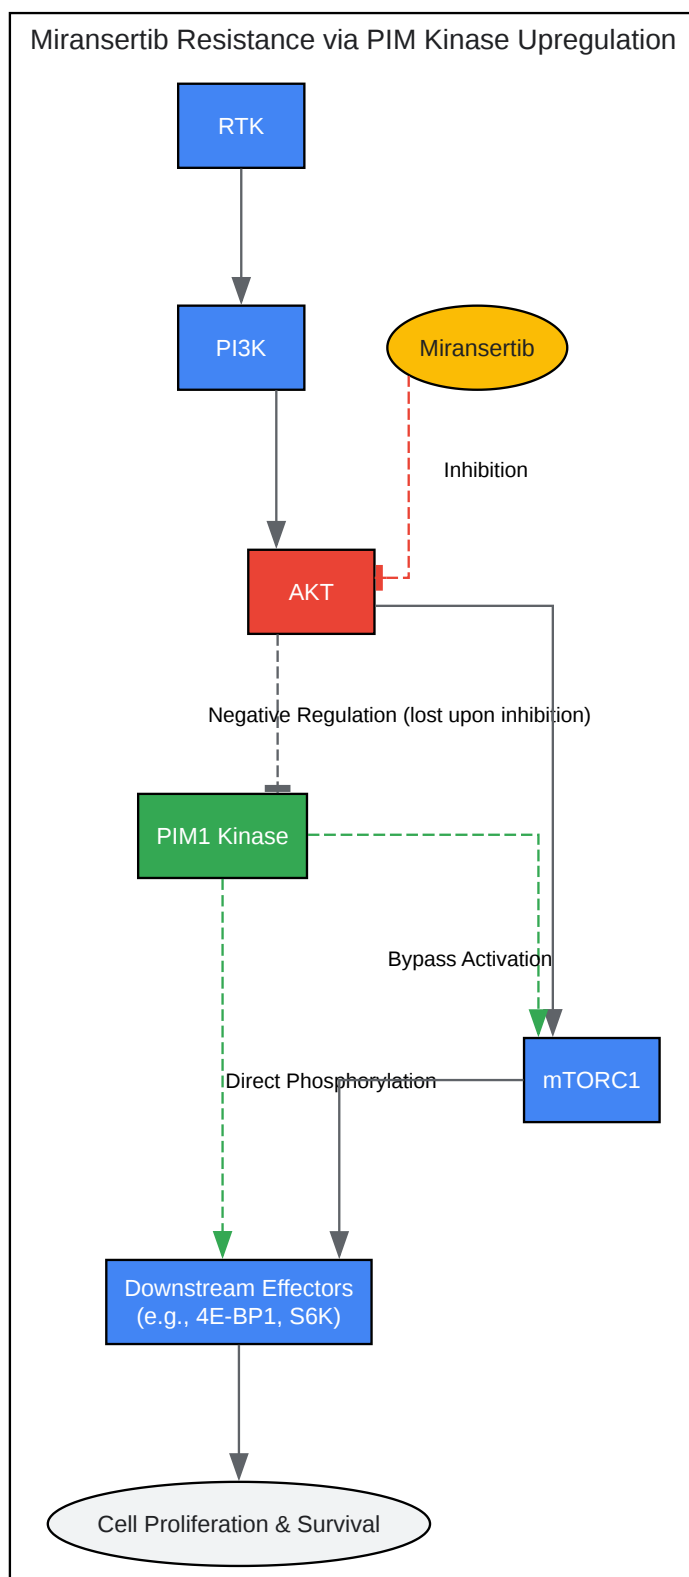 Miransertib Resistance via PIM Kinase Upregulation
RTK
PI3K
Miransertib
Inhibition
AKT
Negative Regulation (lost upon inhibition)
PIM1 Kinase
Bypass Activation
mTORC1
Direct Phosphorylation
Downstream Effectors
(e.g., 4E-BP1, S6K)
Cell Proliferation & Survival